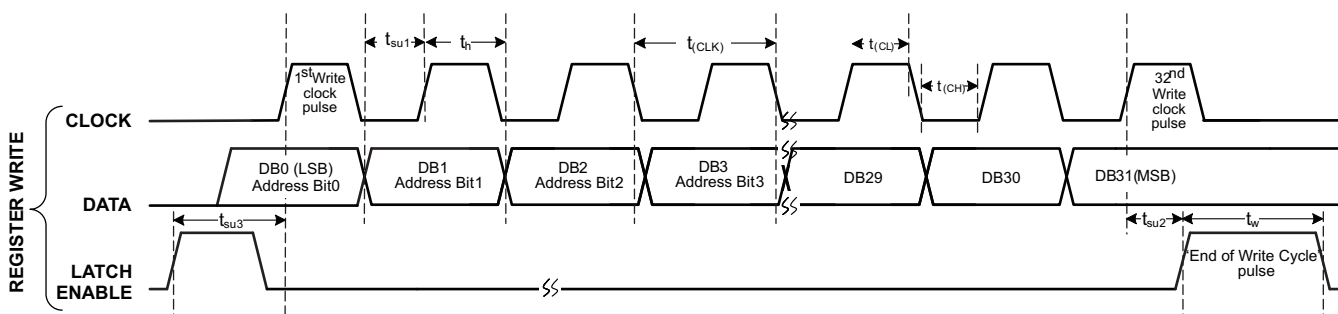 t_su1
t_h
t_(CLK)
t_(CL)
t_(CH)
1st Write
clock
pulse
32nd
Write
clock
pulse
REGISTER WRITE
CLOCK
DB0 (LSB)
Address Bit0
DB1
Address Bit1
DB2
Address Bit2
DB3
Address Bit3
DB29
DB30
DB31(MSB)
DATA
t_su3
t_su2
t_w
LATCH
ENABLE
“End of Write Cycle”
pulse